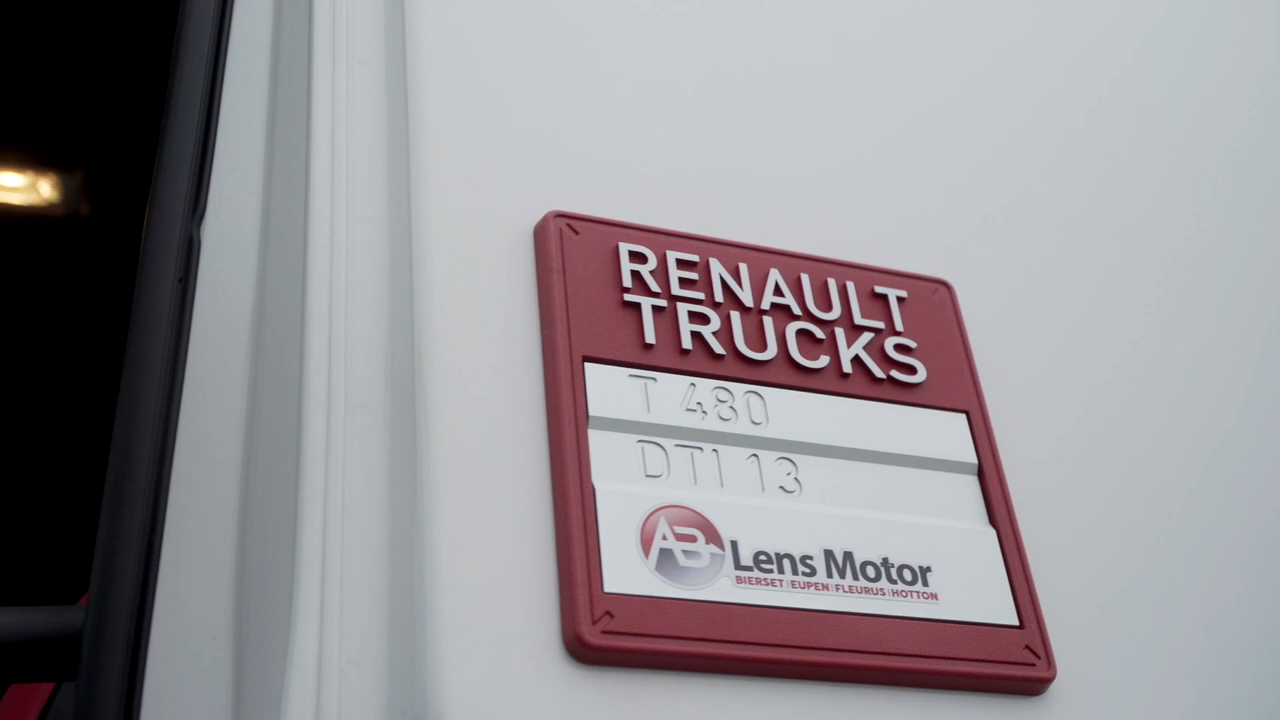 RENAULT
TRUCKS
T 480
DTI 13
AB Lens Motor
BIERSET | EUPEN | FLEURUS | HOTTON